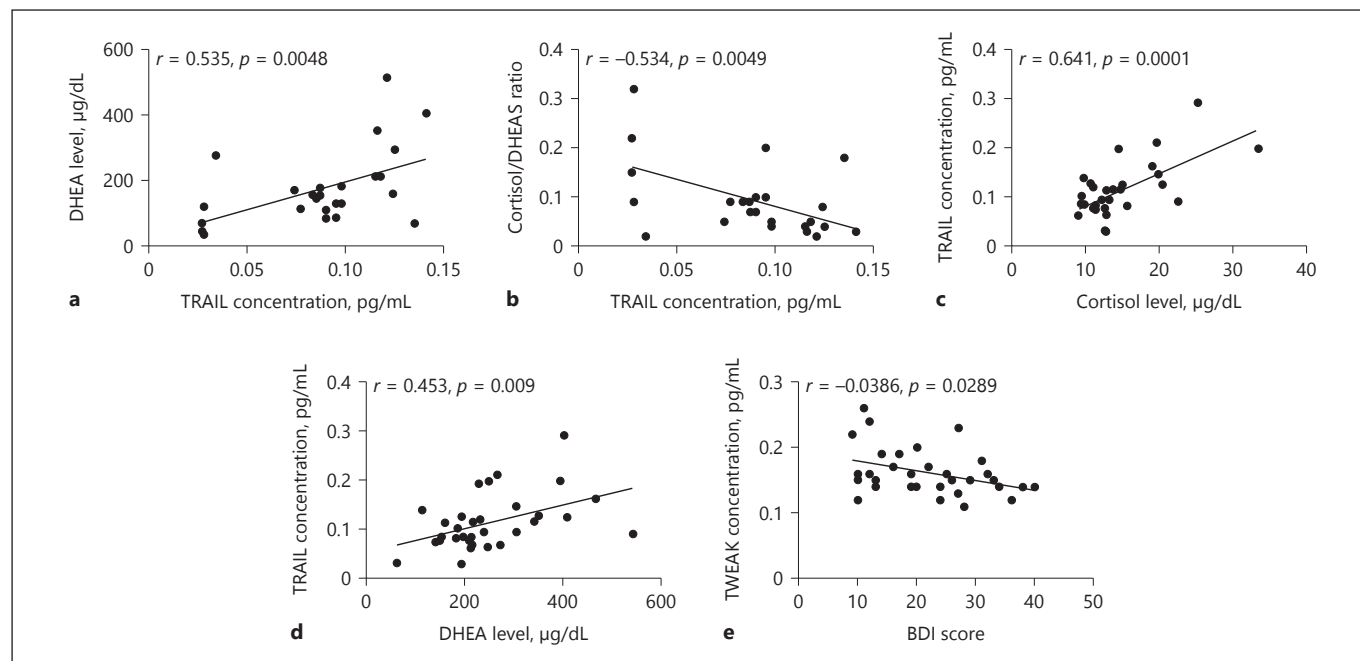 r = 0.535, p = 0.0048
DHEA level, µg/dL
600
400
200
0
0
0.05
0.10
0.15
a
TRAIL concentration, pg/mL
r = –0.534, p = 0.0049
Cortisol/DHEAS ratio
0.4
0.3
0.2
0.1
0
0
0.05
0.10
0.15
b
TRAIL concentration, pg/mL
r = 0.641, p = 0.0001
TRAIL concentration, pg/mL
0.4
0.3
0.2
0.1
0
0
10
20
30
40
c
Cortisol level, µg/dL
r = 0.453, p = 0.009
TRAIL concentration, pg/mL
0.4
0.3
0.2
0.1
0
0
200
400
600
d
DHEA level, µg/dL
r = –0.0386, p = 0.0289
TWEAK concentration, pg/mL
0.3
0.2
0.1
0
0
10
20
30
40
50
e
BDI score